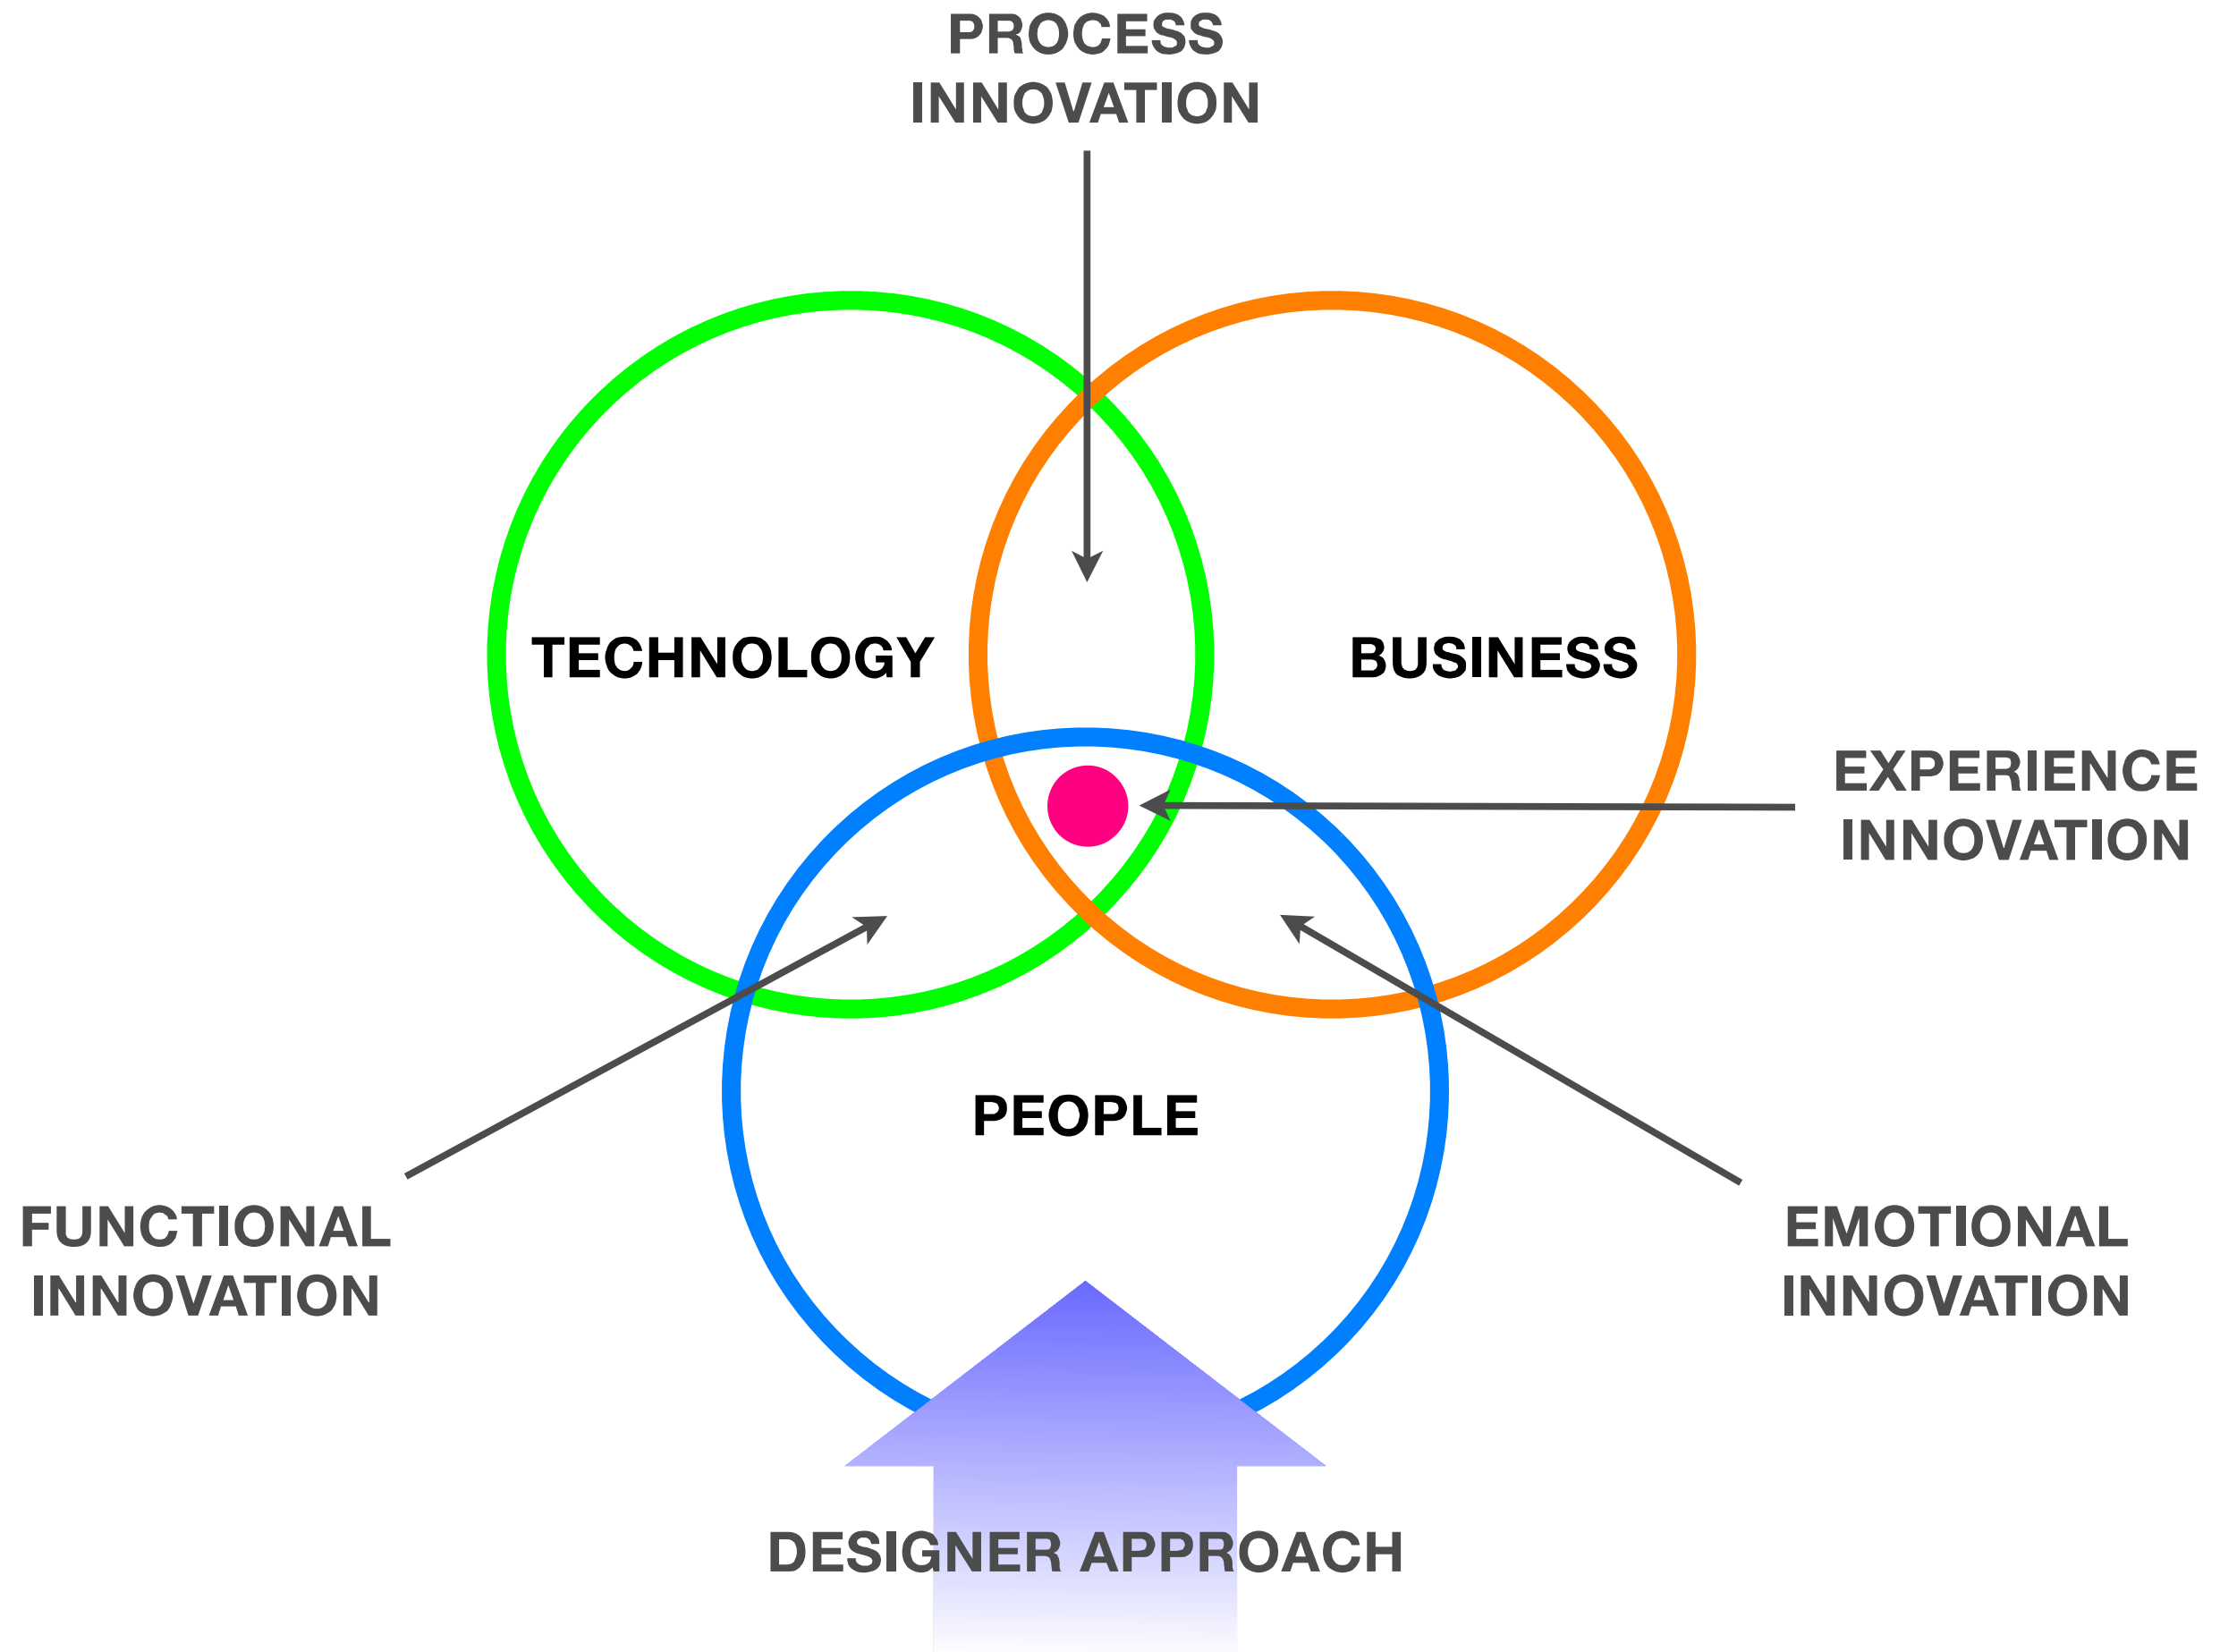 PROCESS
INNOVATION
TECHNOLOGY
BUSINESS
EXPERIENCE
INNOVATION
PEOPLE
FUNCTIONAL
INNOVATION
EMOTIONAL
INNOVATION
DESIGNER APPROACH